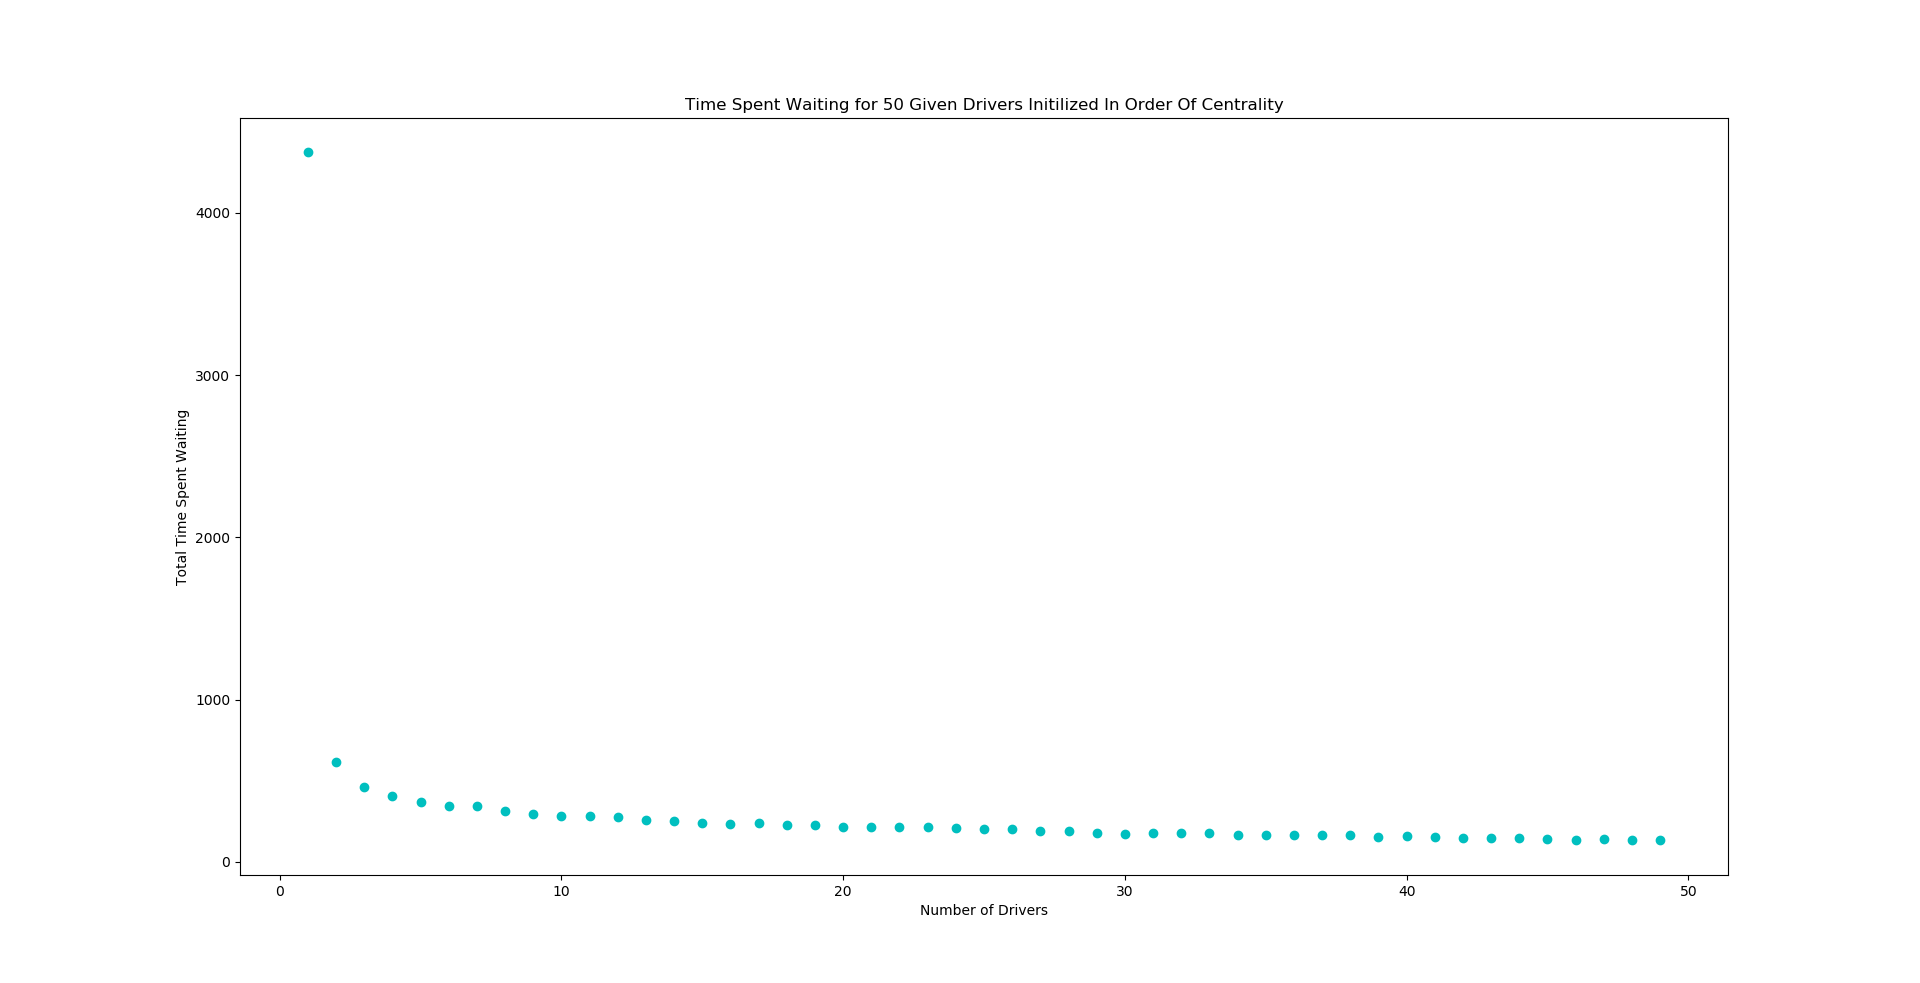 Time Spent Waiting for 50 Given Drivers Initilized In Order Of Centrality
4000
3000
2000
1000
0
Total Time Spent Waiting
0 10 20 30 40 50
Number of Drivers